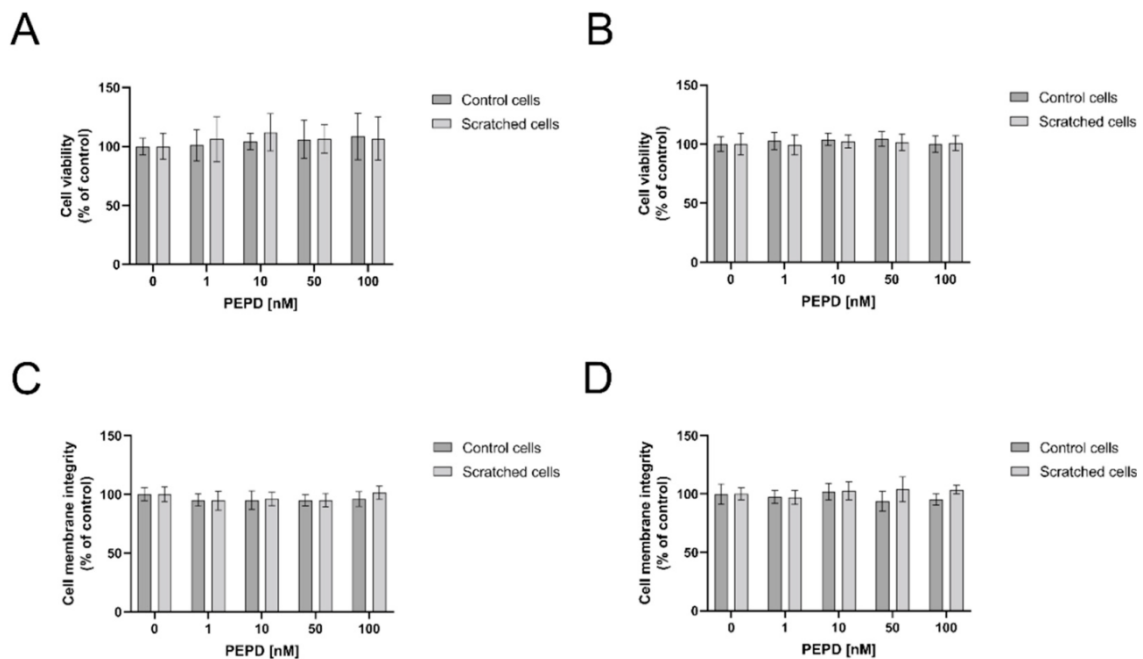 A
Cell viability
(% of control)
150
100
50
0
0 1 10 50 100
PEPD [nM]
Control cells
Scratched cells
B
Cell viability
(% of control)
150
100
50
0
0 1 10 50 100
PEPD [nM]
Control cells
Scratched cells
C
Cell membrane integrity
(% of control)
150
100
50
0
0 1 10 50 100
PEPD [nM]
Control cells
Scratched cells
D
Cell membrane integrity
(% of control)
150
100
50
0
0 1 10 50 100
PEPD [nM]
Control cells
Scratched cells